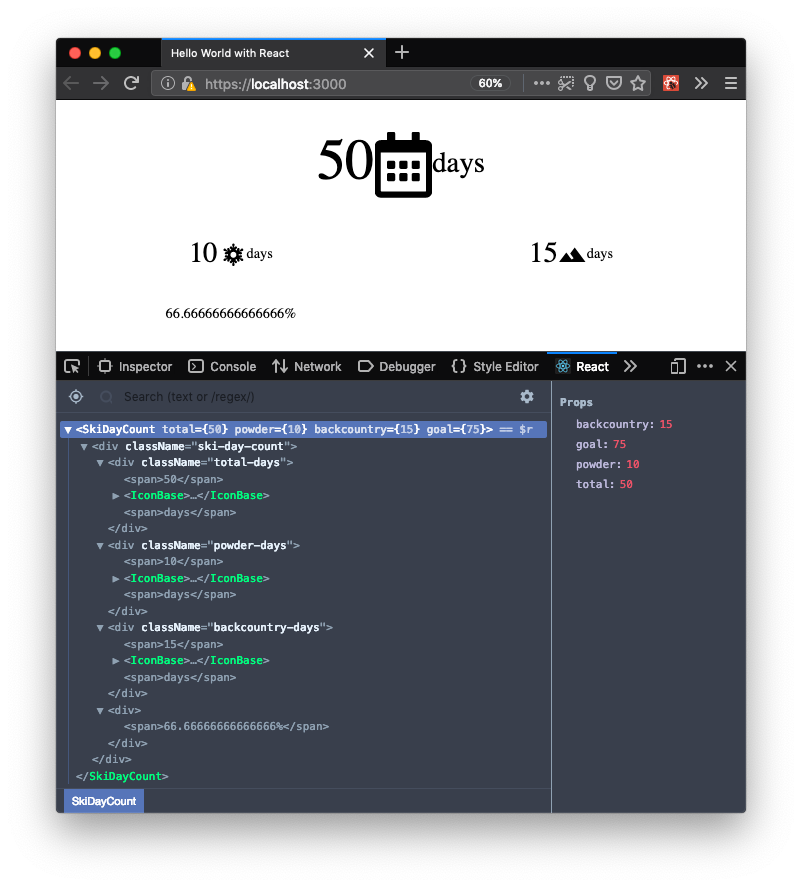 Hello World with React
https://localhost:3000
60%
50 days
10 days
15 days
66.66666666666666%
Inspector
Console
Network
Debugger
Style Editor
React
Search (text or /regex/)
▼<SkiDayCount total={50} powder={10} backcountry={15} goal={75}> == $r
▼<div className="ski-day-count">
▼<div className="total-days">
<span>50</span>
▶<IconBase>…</IconBase>
<span>days</span>
</div>
▼<div className="powder-days">
<span>10</span>
▶<IconBase>…</IconBase>
<span>days</span>
</div>
▼<div className="backcountry-days">
<span>15</span>
▶<IconBase>…</IconBase>
<span>days</span>
</div>
▼<div>
<span>66.66666666666666%</span>
</div>
</div>
</SkiDayCount>
SkiDayCount
Props
backcountry: 15
goal: 75
powder: 10
total: 50